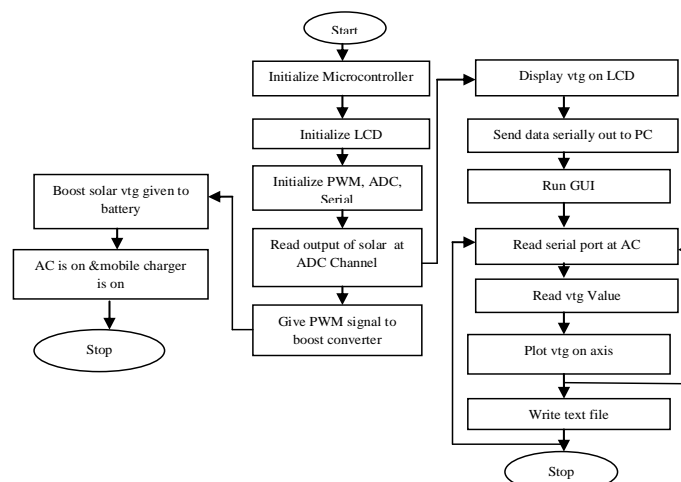 Start
Initialize Microcontroller
Initialize LCD
Initialize PWM, ADC,
Serial
Read output of solar at
ADC Channel
Give PWM signal to
boost converter
Boost solar vtg given to
battery
AC is on &mobile charger
is on
Stop
Display vtg on LCD
Send data serially out to PC
Run GUI
Read serial port at AC
Read vtg Value
Plot vtg on axis
Write text file
Stop